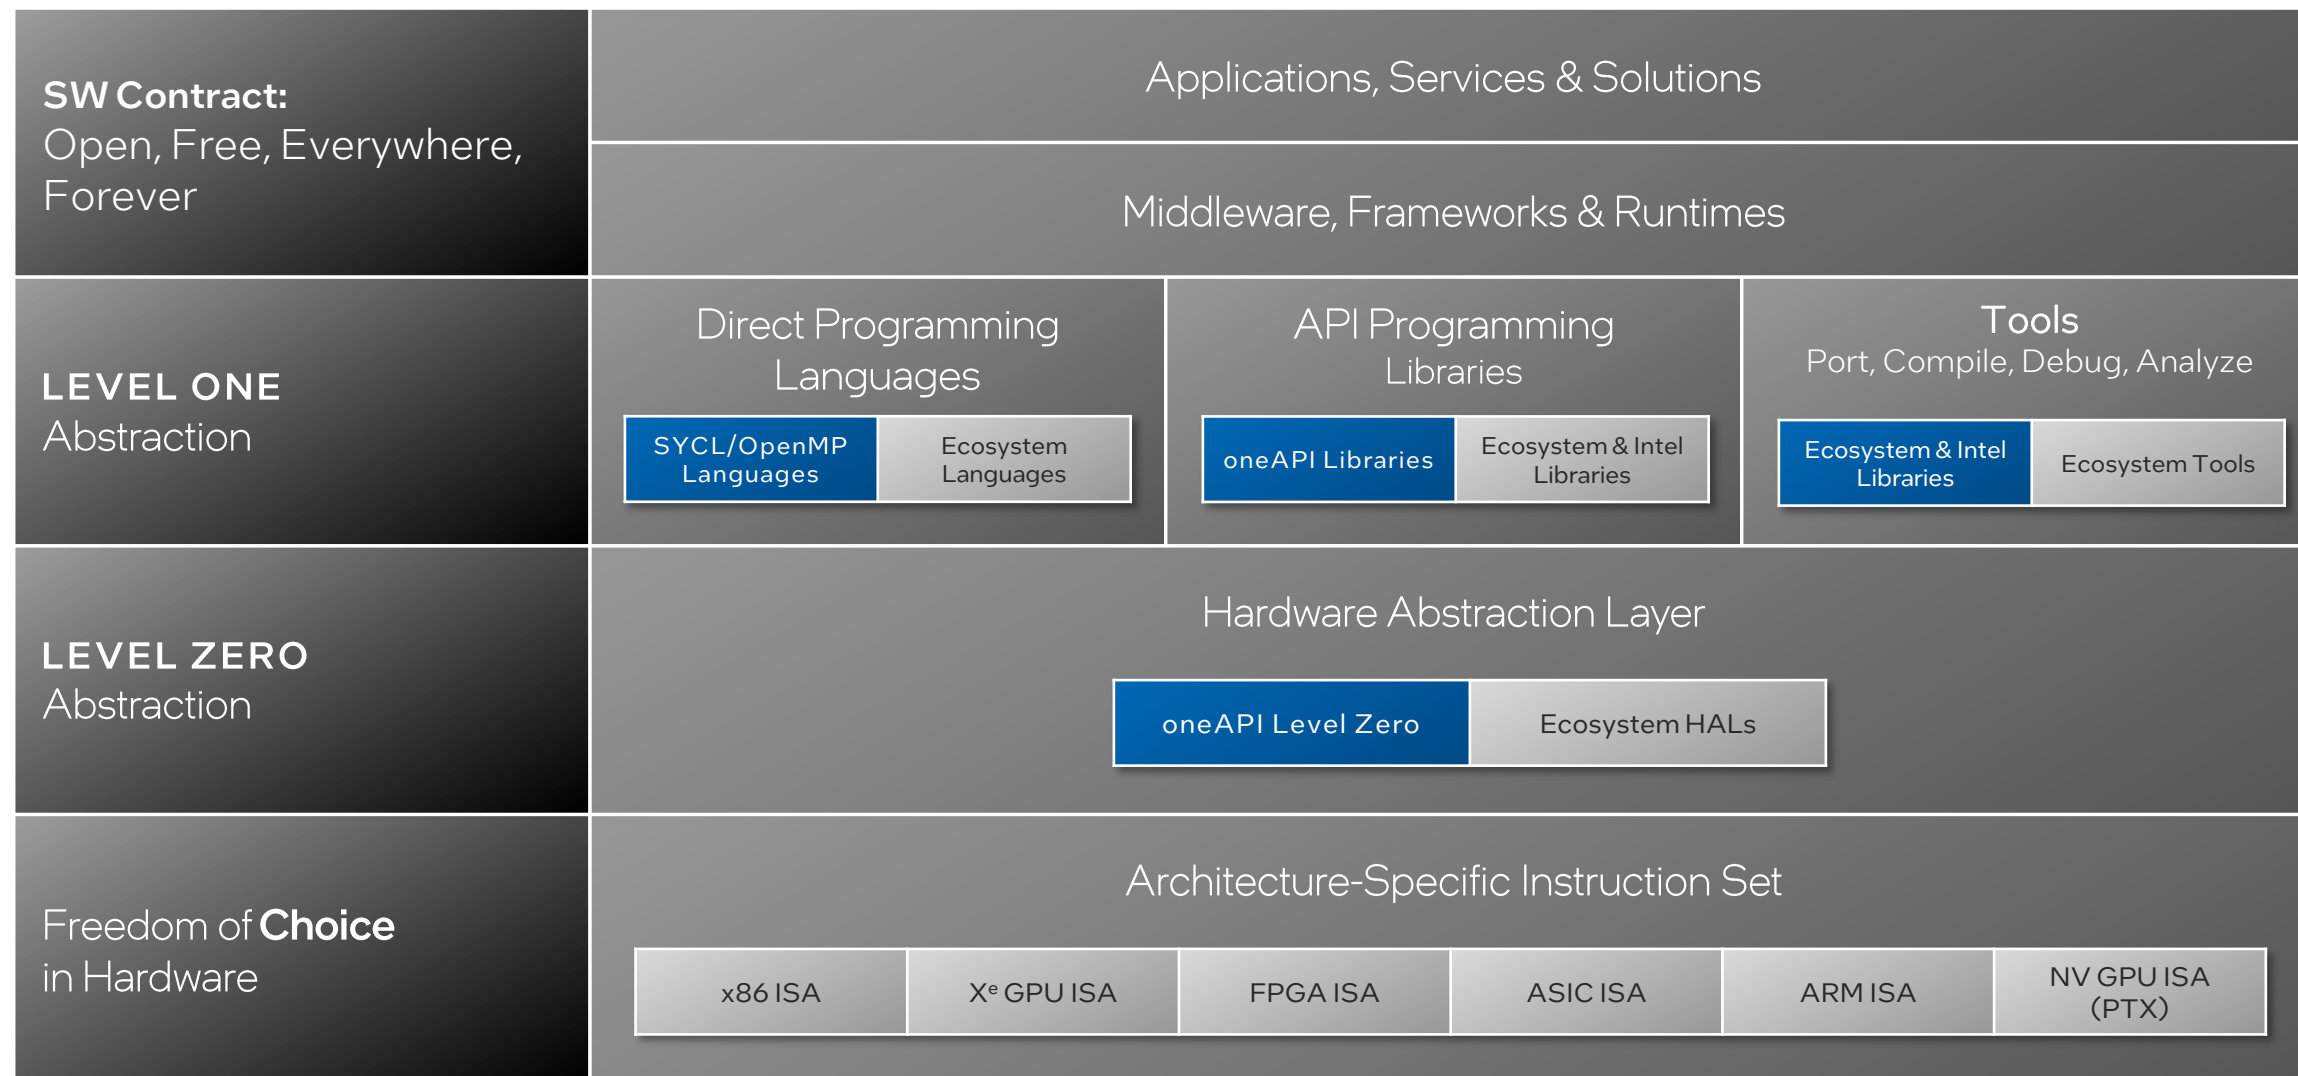 SW Contract:
Open, Free, Everywhere,
Forever
Applications, Services & Solutions
Middleware, Frameworks & Runtimes
LEVEL ONE
Abstraction
Direct Programming
Languages
SYCL/OpenMP
Languages
Ecosystem
Languages
API Programming
Libraries
oneAPI Libraries
Ecosystem & Intel
Libraries
Tools
Port, Compile, Debug, Analyze
Ecosystem & Intel
Libraries
Ecosystem Tools
LEVEL ZERO
Abstraction
Hardware Abstraction Layer
oneAPI Level Zero
Ecosystem HALs
Freedom of Choice
in Hardware
Architecture-Specific Instruction Set
x86 ISA
Xᵉ GPU ISA
FPGA ISA
ASIC ISA
ARM ISA
NV GPU ISA
(PTX)